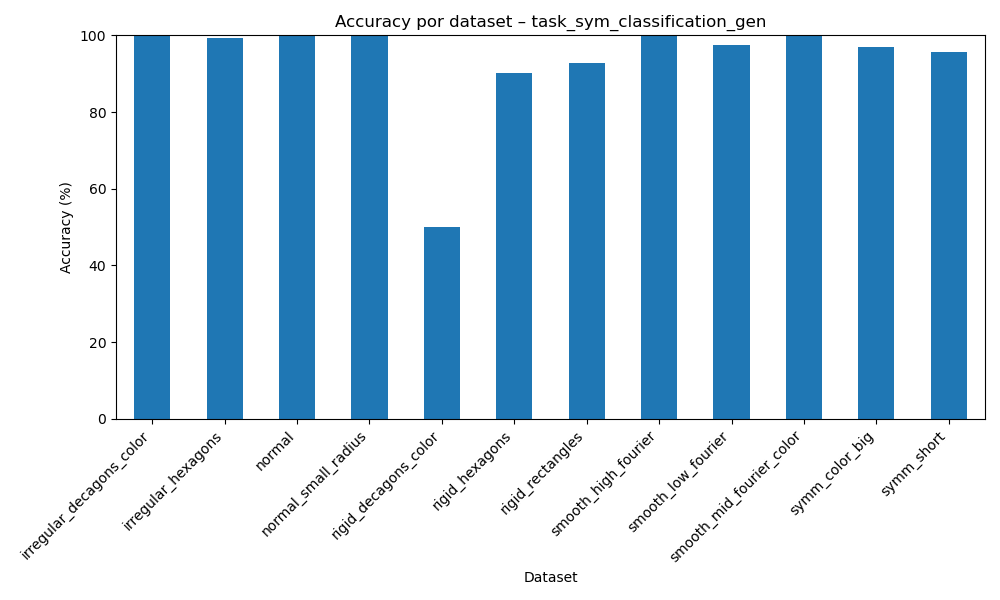 Accuracy por dataset – task_sym_classification_gen
100
80
60
40
20
0
Accuracy (%)
irregular_decagons_color
irregular_hexagons
normal
normal_small_radius
rigid_decagons_color
rigid_hexagons
rigid_rectangles
smooth_high_fourier
smooth_low_fourier
smooth_mid_fourier_color
symm_color_big
symm_short
Dataset